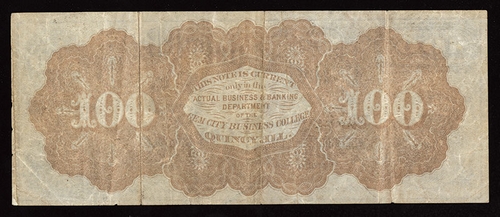 THIS NOTE IS CURRENT
only in the
ACTUAL BUSINESS & BANKING
DEPARTMENT
OF THE
GEM CITY BUSINESS COLLEGE
QUINCY, ILL.
100
100